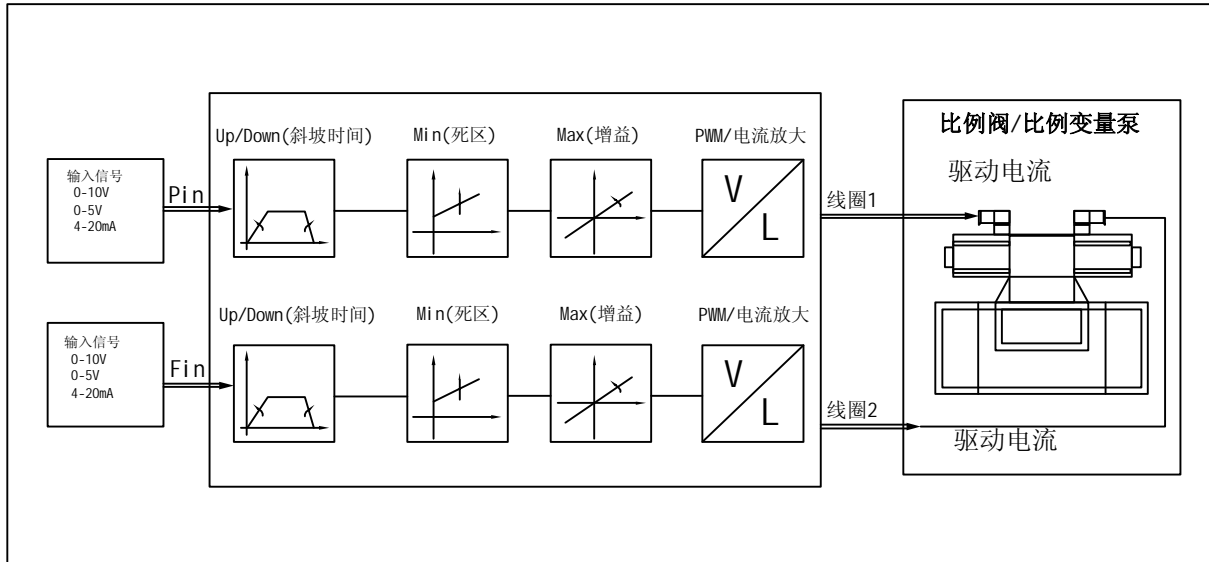 Up/Down(斜坡时间)
Min(死区)
Max(增益)
PWM/电流放大
比例阀/比例变量泵
驱动电流
输入信号
0-10V
0-5V
4-20mA
Pin
V
L
线圈1
Up/Down(斜坡时间)
Min(死区)
Max(增益)
PWM/电流放大
输入信号
0-10V
0-5V
4-20mA
Fin
V
L
线圈2
驱动电流